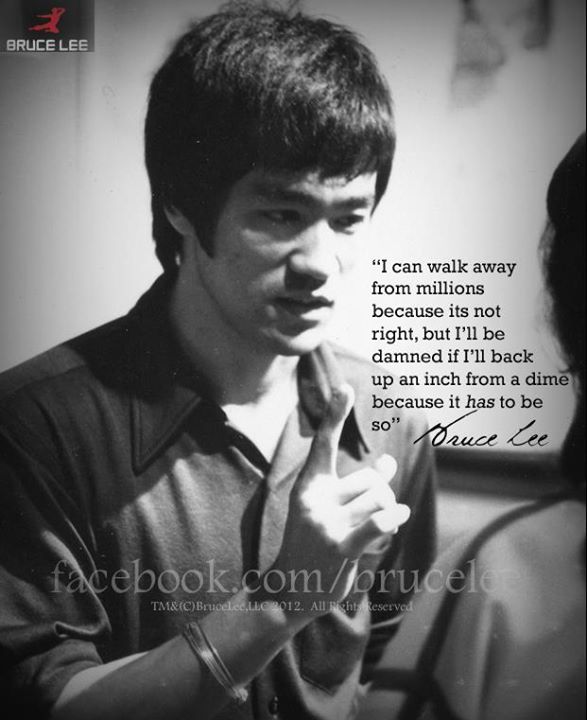 BRUCE LEE
“I can walk away
from millions
because its not
right, but I’ll be
damned if I’ll back
up an inch from a dime
because it has to be
so”
Bruce Lee
facebook.com/brucelee
TM&(C)BruceLee,LLC 2012. All Rights Reserved